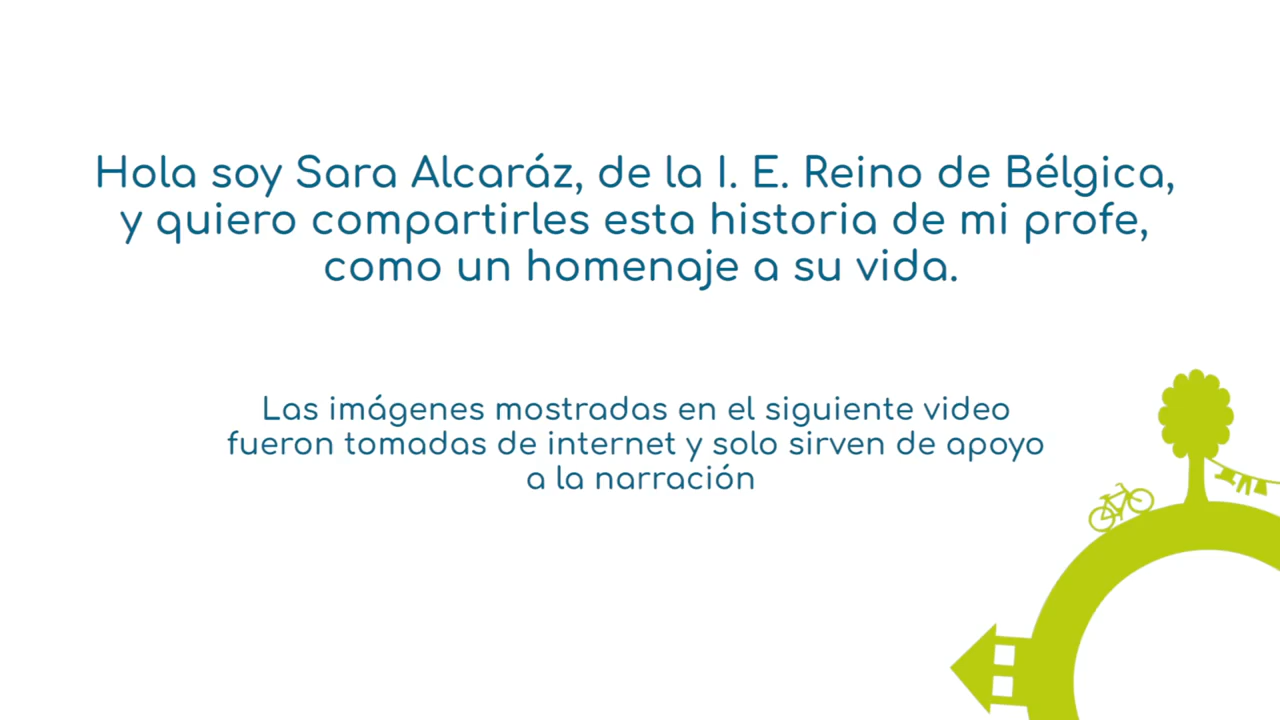 Hola soy Sara Alcaráz, de la I. E. Reino de Bélgica,
y quiero compartirles esta historia de mi profe,
como un homenaje a su vida.
Las imágenes mostradas en el siguiente video
fueron tomadas de internet y solo sirven de apoyo
a la narración